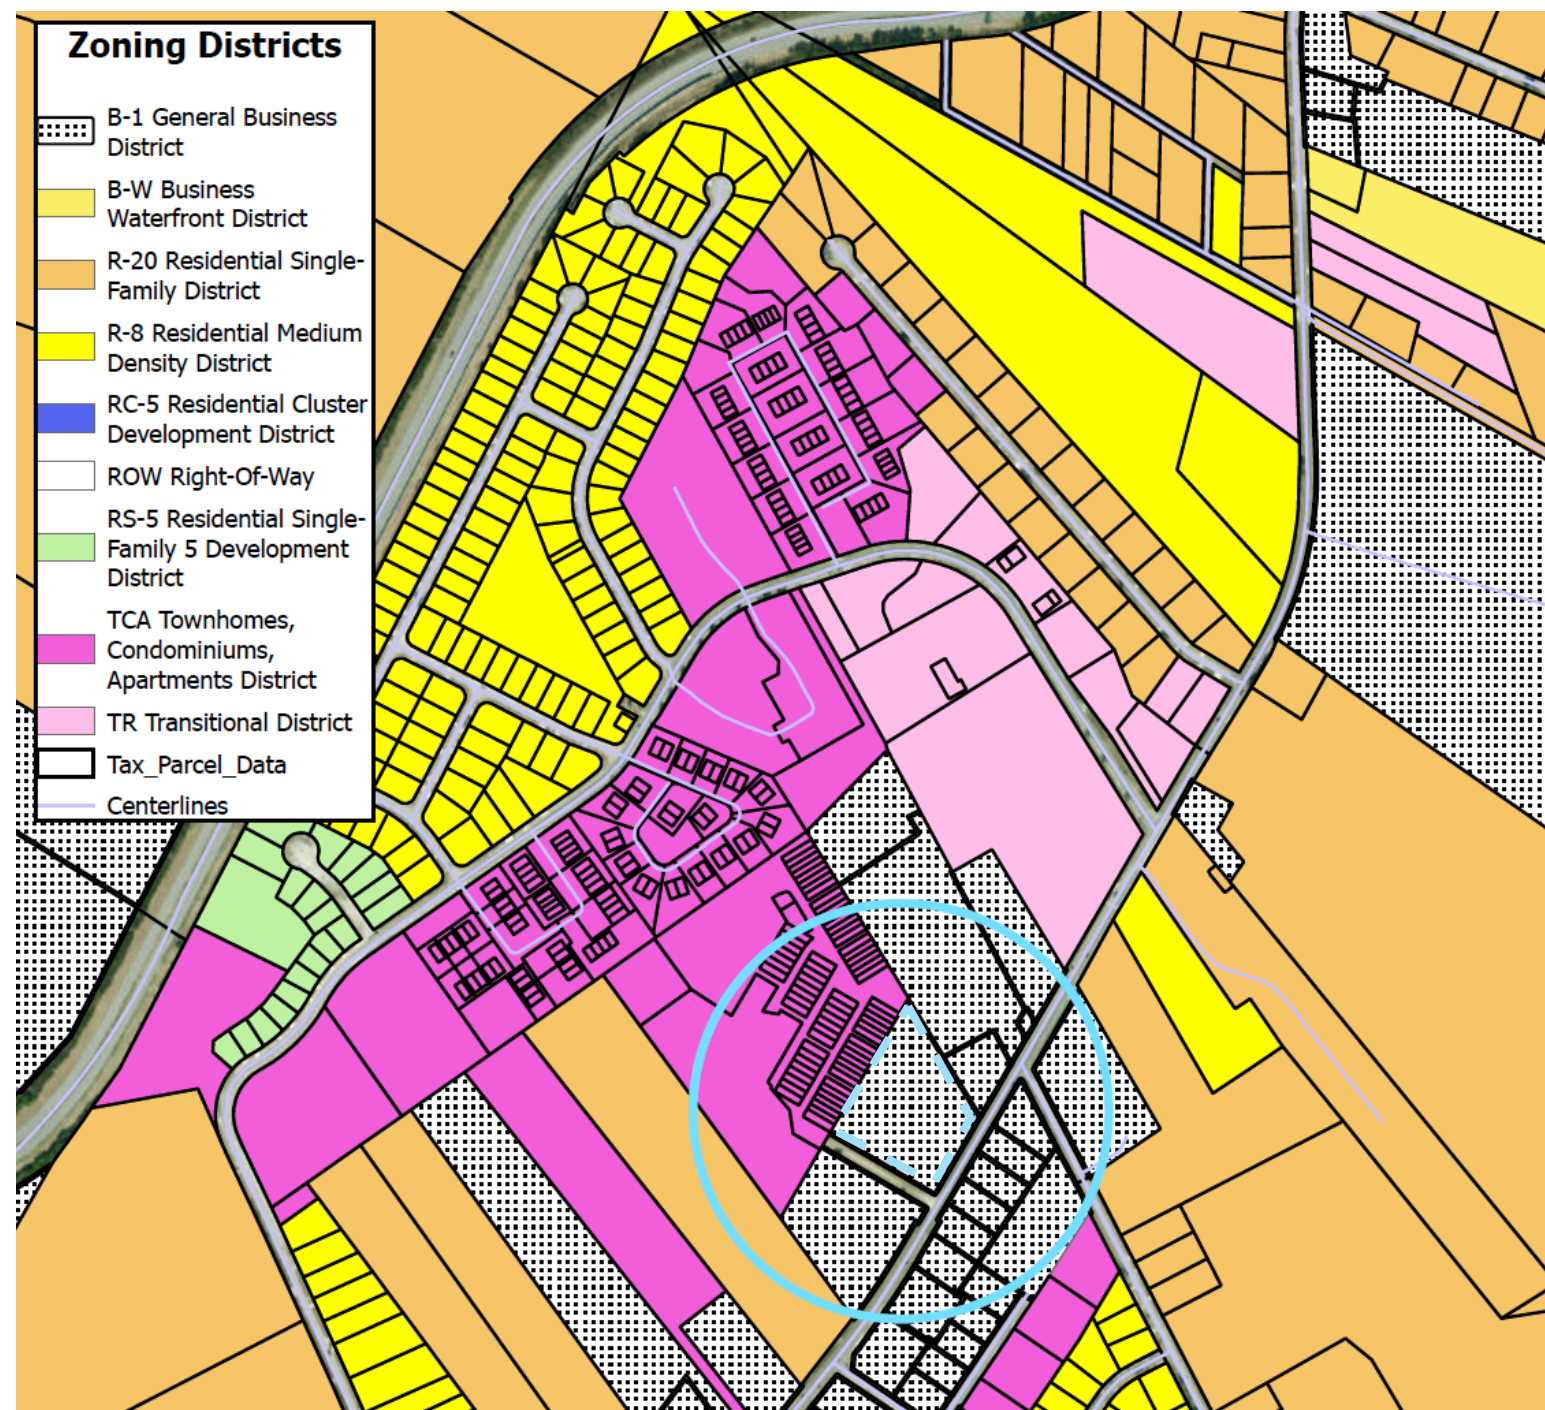 Zoning Districts
B-1 General Business
District
B-W Business
Waterfront District
R-20 Residential Single-
Family District
R-8 Residential Medium
Density District
RC-5 Residential Cluster
Development District
ROW Right-Of-Way
RS-5 Residential Single-
Family 5 Development
District
TCA Townhomes,
Condominiums,
Apartments District
TR Transitional District
Tax_Parcel_Data
Centerlines